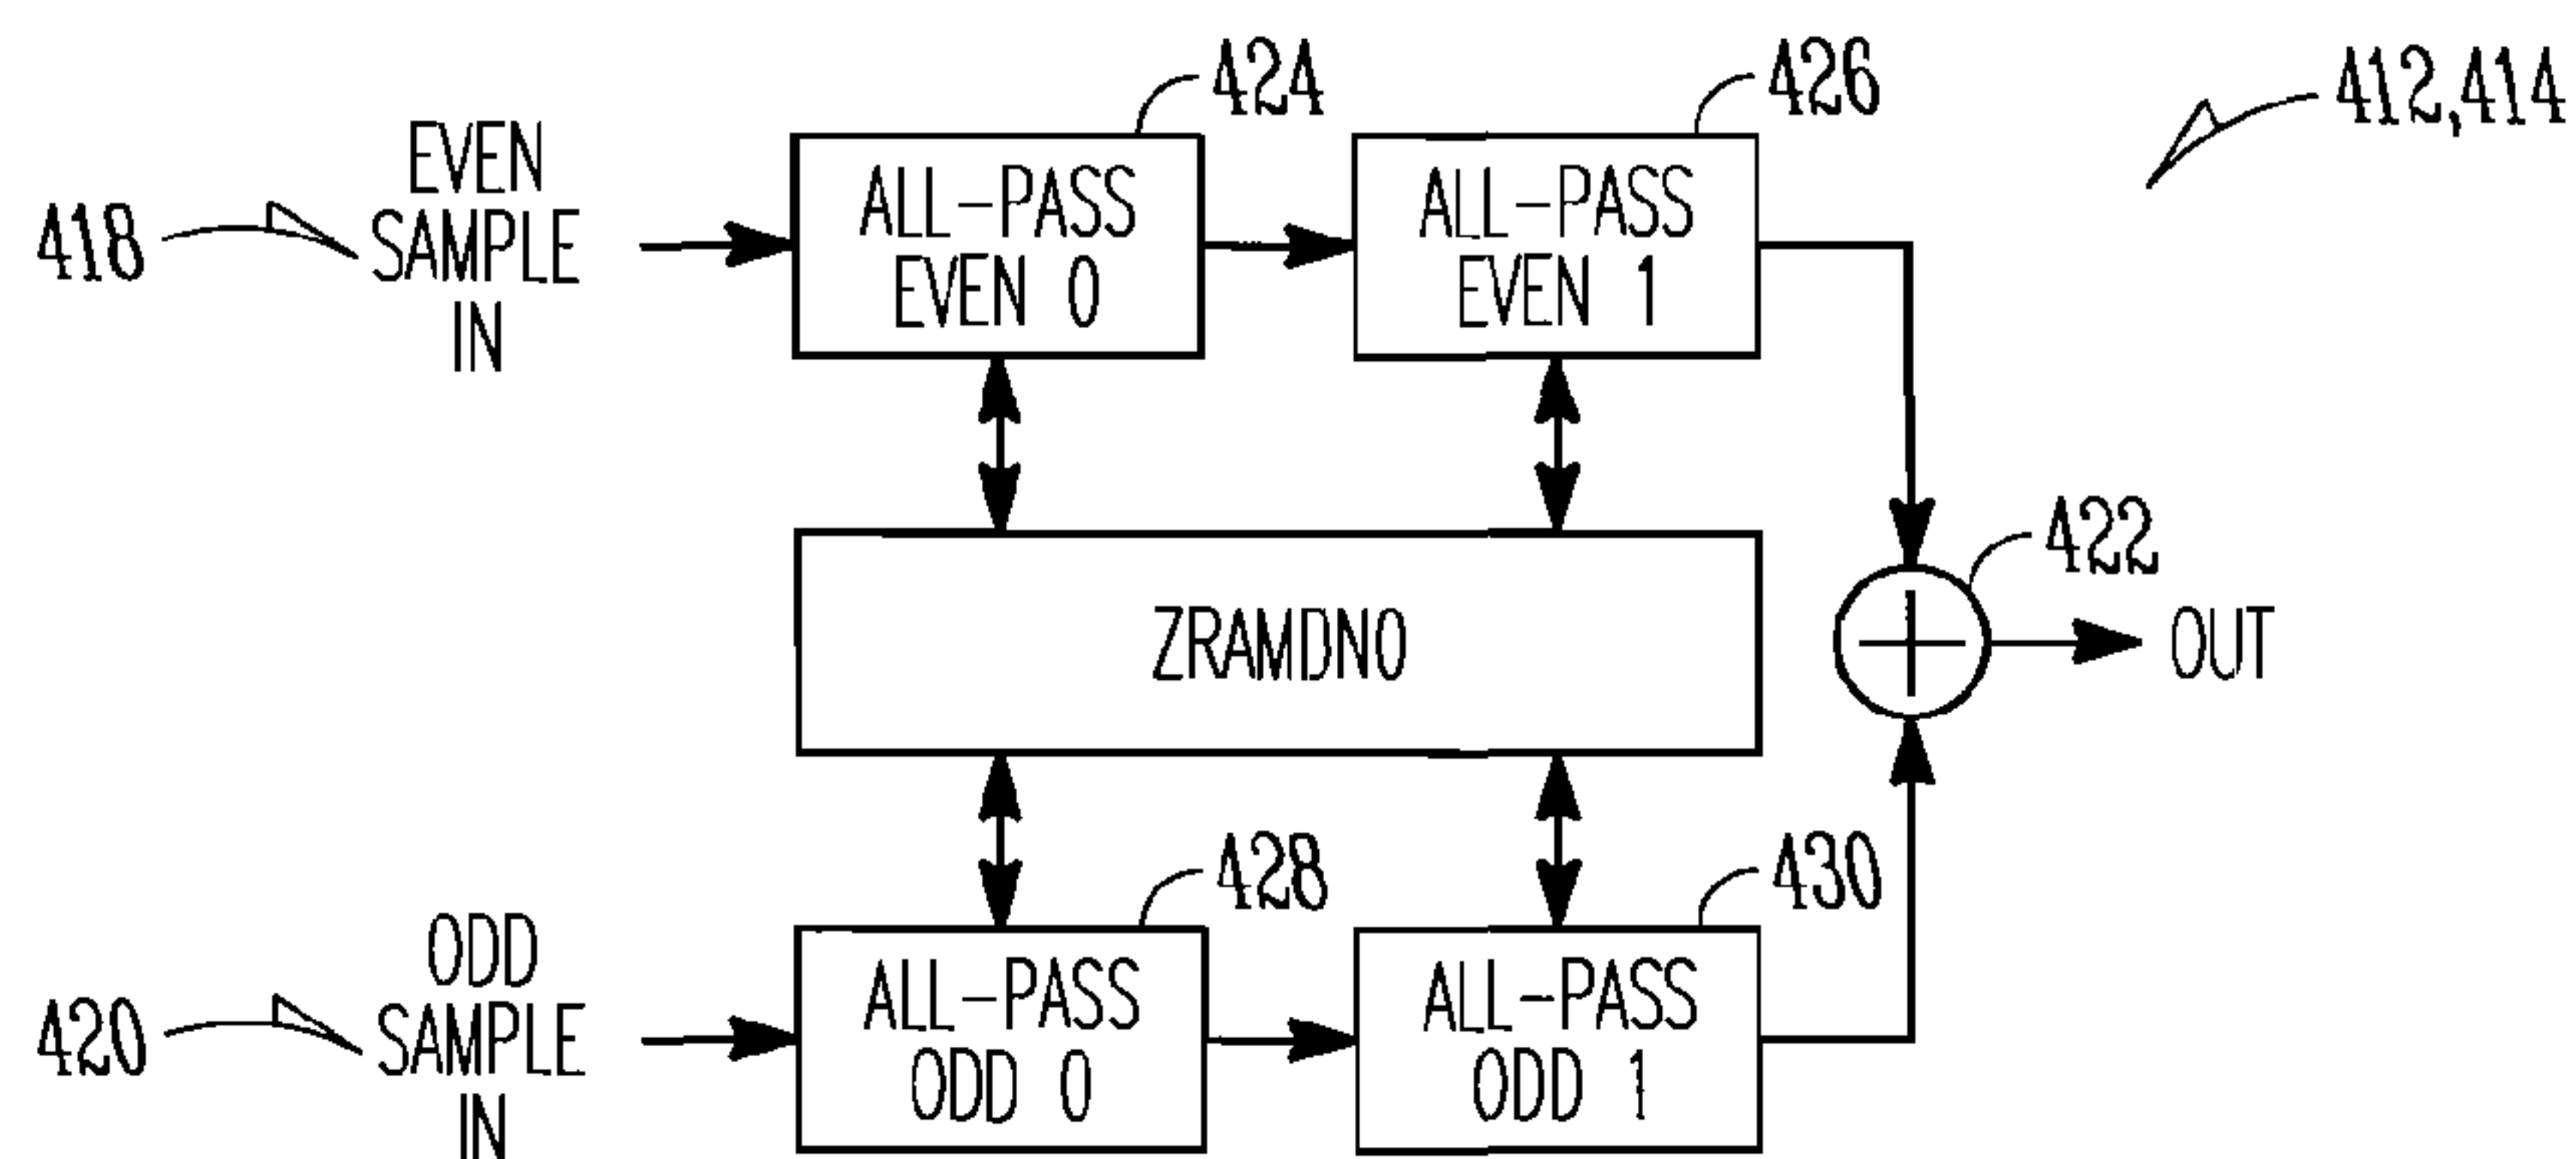 424
426
412,414
418
EVEN
SAMPLE
IN
ALL-PASS
EVEN 0
ALL-PASS
EVEN 1
ZRAMDN0
422
OUT
428
430
420
ODD
SAMPLE
IN
ALL-PASS
ODD 0
ALL-PASS
ODD 1